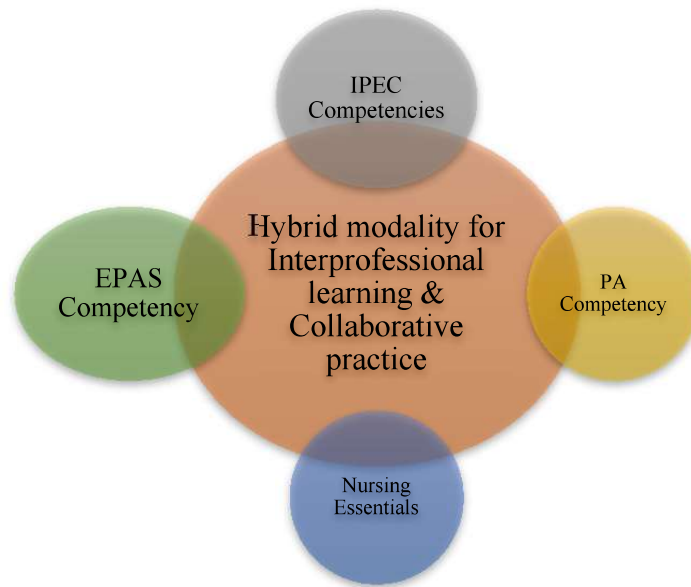 IPEC
Competencies
Hybrid modality for
Interprofessional
learning &
Collaborative
practice
EPAS
Competency
PA
Competency
Nursing
Essentials